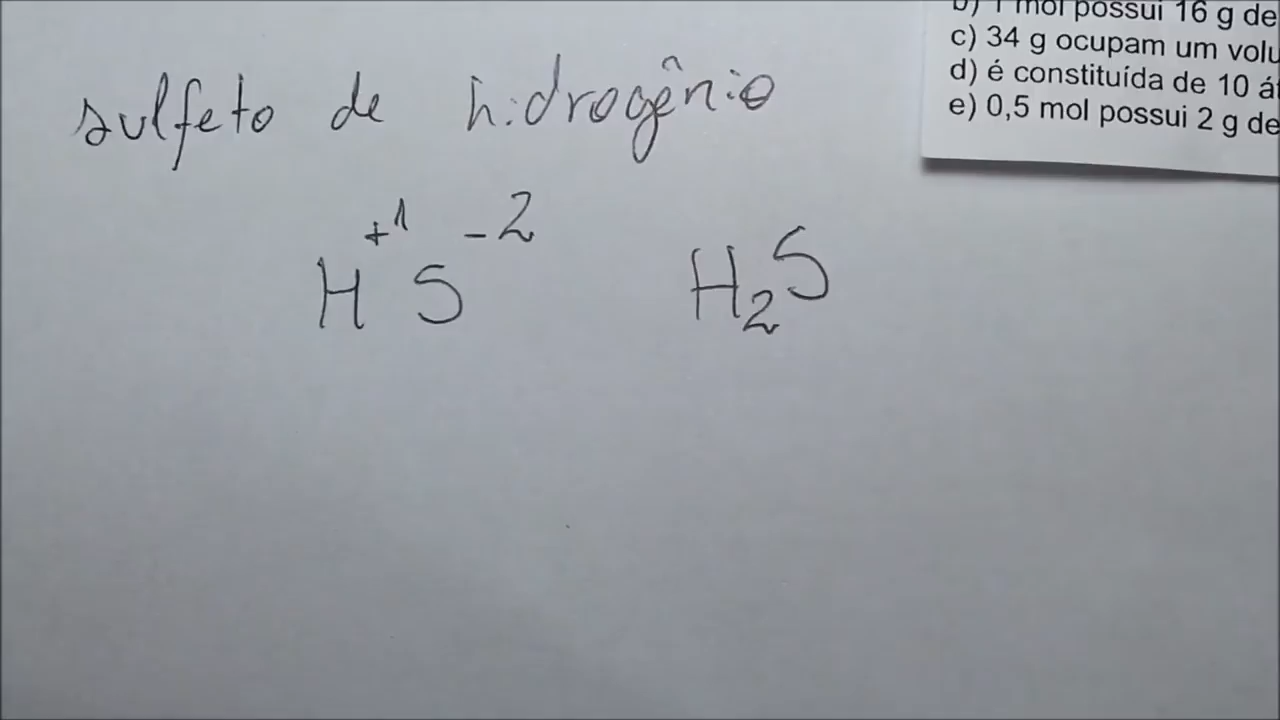 sulfeto de hidrogênio
+1 -2
H S H₂S
b) 1 mol possui 16 g de
c) 34 g ocupam um volu
d) é constituída de 10 át
e) 0,5 mol possui 2 g de